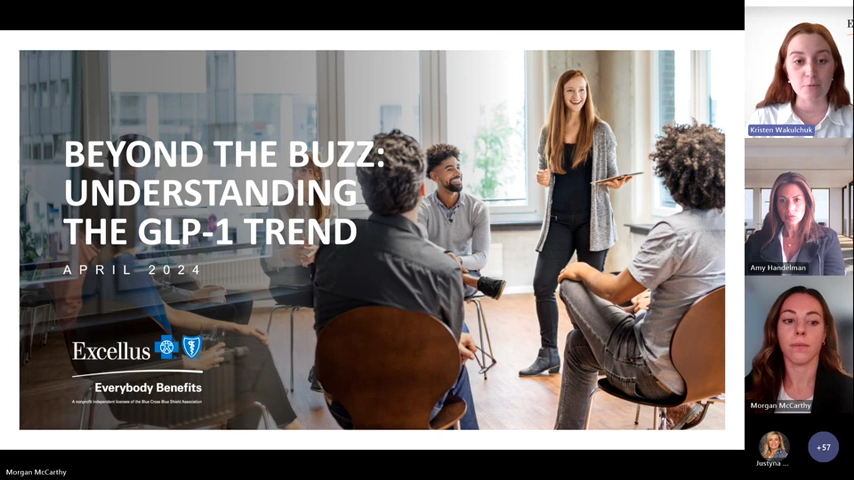 BEYOND THE BUZZ:
UNDERSTANDING
THE GLP-1 TREND
APRIL 2024
Excellus
Everybody Benefits
A nonprofit independent licensee of the Blue Cross Blue Shield Association
E
Kristen Wakulchuk
Amy Handelman
Morgan McCarthy
Justyna ...
+57
Morgan McCarthy